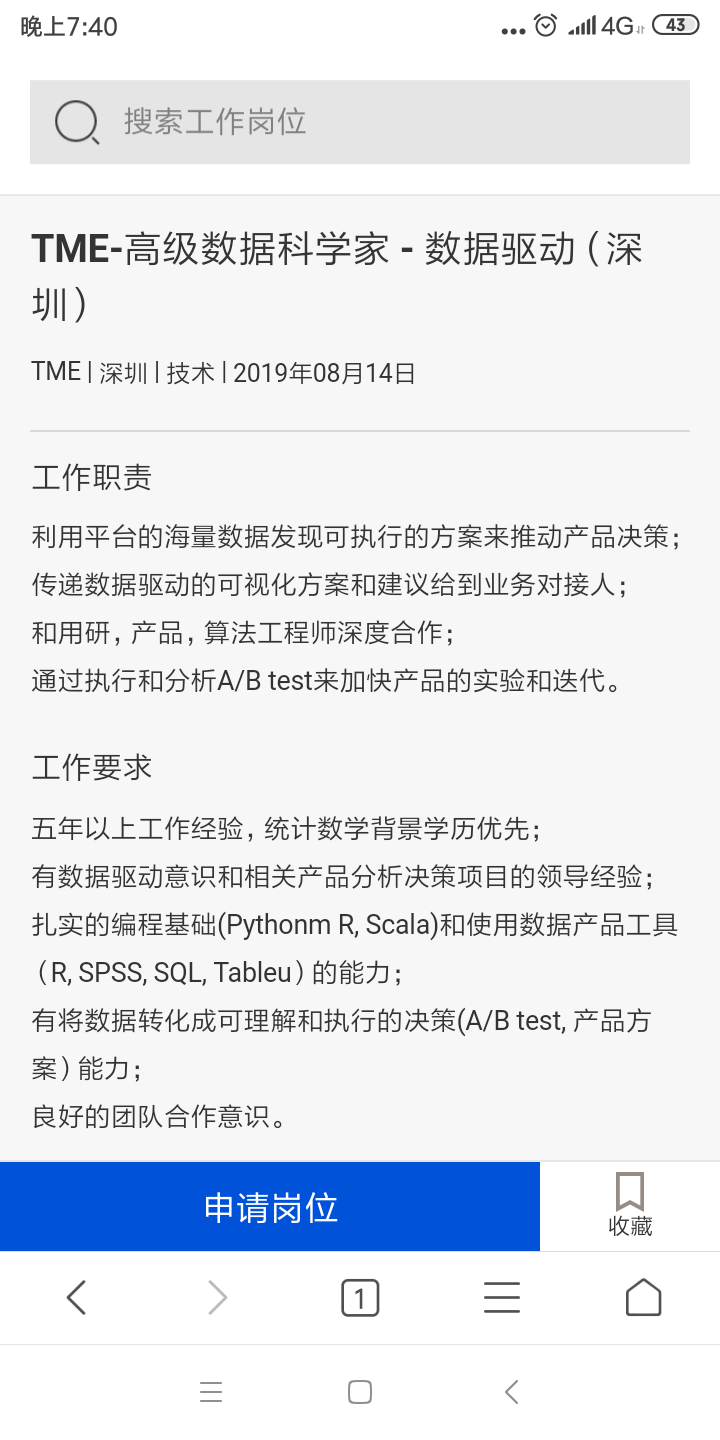 晚上7:40
4G
43
搜索工作岗位
TME-高级数据科学家 - 数据驱动（深
圳）
TME | 深圳 | 技术 | 2019年08月14日
工作职责
利用平台的海量数据发现可执行的方案来推动产品决策；
传递数据驱动的可视化方案和建议给到业务对接人；
和用研，产品，算法工程师深度合作；
通过执行和分析A/B test来加快产品的实验和迭代。
工作要求
五年以上工作经验，统计数学背景学历优先；
有数据驱动意识和相关产品分析决策项目的领导经验；
扎实的编程基础(Pythonm R, Scala)和使用数据产品工具
（R, SPSS, SQL, Tableu）的能力；
有将数据转化成可理解和执行的决策(A/B test, 产品方
案）能力；
良好的团队合作意识。
申请岗位
收藏
1